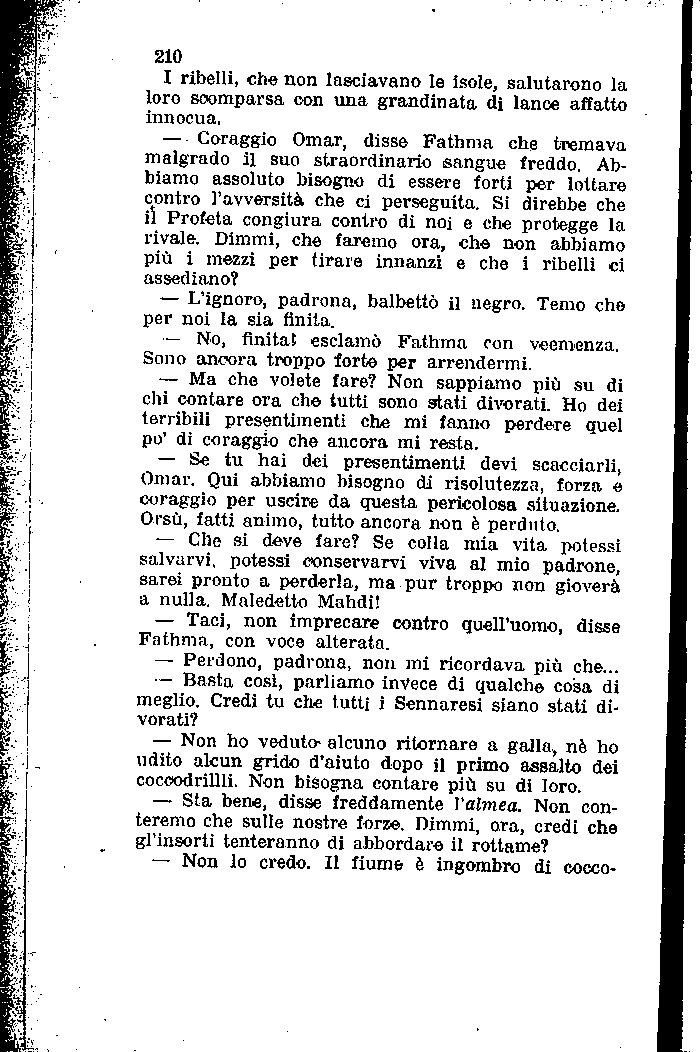 210
I ribelli, che non lasciavano le isole, salutarono la
loro scomparsa con una grandinata di lance affatto
innocua.
— Coraggio Omar, disse Fathma che tremava
malgrado il suo straordinario sangue freddo. Ab-
biamo assoluto bisogno di essere forti per lottare
contro l'avversità che ci perseguita. Si direbbe che
il Profeta congiura contro di noi e che protegge la
rivale. Dimmi, che faremo ora, che non abbiamo
più i mezzi per tirare innanzi e che i ribelli ci
assediano?
— L'ignoro, padrona, balbettò il negro. Temo che
per noi la sia finita.
— No, finita! esclamò Fathma con veemenza.
Sono ancora troppo forte per arrendermi.
— Ma che volete fare? Non sappiamo più su di
chi contare ora che tutti sono stati divorati. Ho dei
terribili presentimenti che mi fanno perdere quel
po' di coraggio che ancora mi resta.
— Se tu hai dei presentimenti devi scacciarli,
Omar. Qui abbiamo bisogno di risolutezza, forza e
coraggio per uscire da questa pericolosa situazione.
Orsù, fatti animo, tutto ancora non è perduto.
— Che si deve fare? Se colla mia vita potessi
salvarvi, potessi conservarvi viva al mio padrone,
sarei pronto a perderla, ma pur troppo non gioverà
a nulla. Maledetto Mahdi!
— Taci, non imprecare contro quell'uomo, disse
Fathma, con voce alterata.
— Perdono, padrona, non mi ricordava più che...
— Basta così, parliamo invece di qualche cosa di
meglio. Credi tu che tutti i Sennaresi siano stati di-
vorati?
— Non ho veduto alcuno ritornare a galla, nè ho
udito alcun grido d'aiuto dopo il primo assalto dei
coccodrillli. Non bisogna contare più su di loro.
— Sta bene, disse freddamente l'almea. Non con-
teremo che sulle nostre forze. Dimmi, ora, credi che
gl'insorti tenteranno di abbordare il rottame?
— Non lo credo. Il fiume è ingombro di cocco-